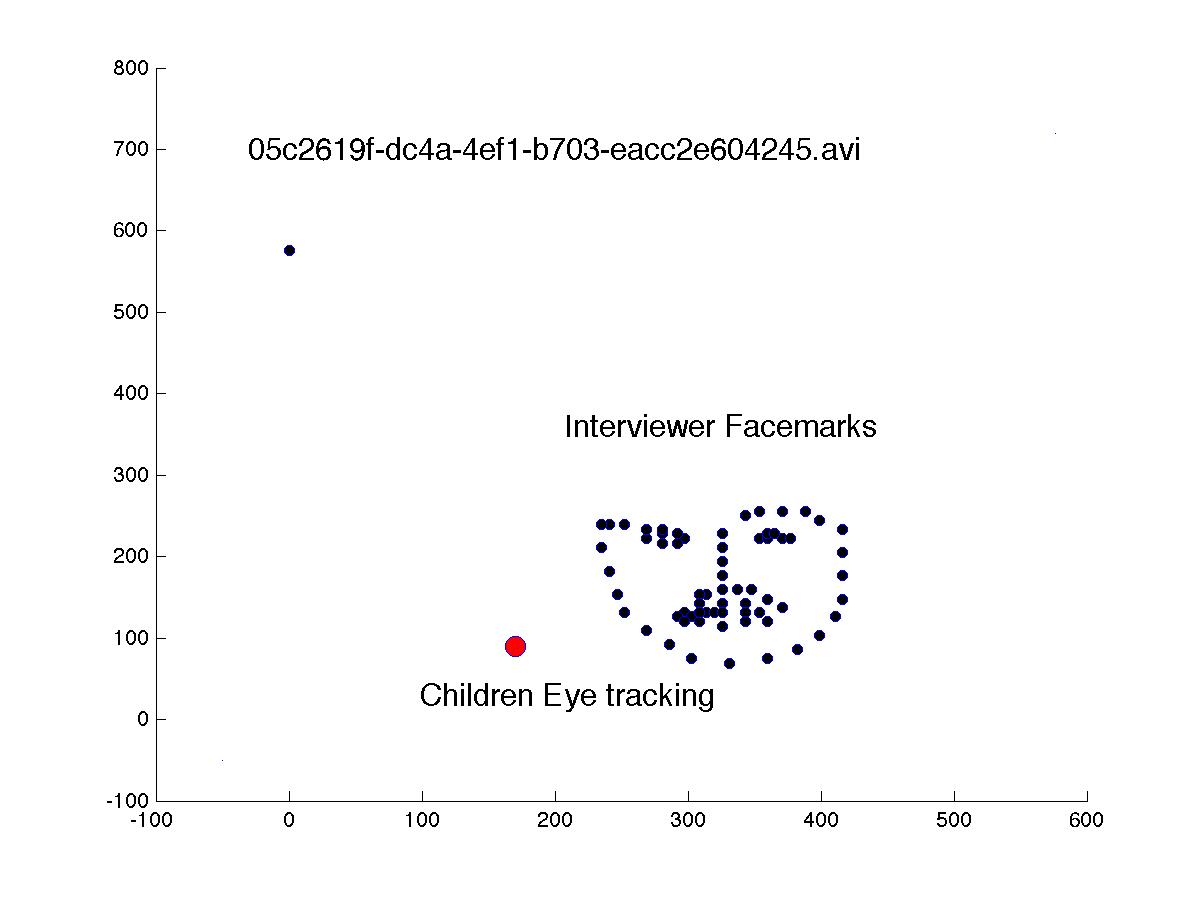 800
700
05c2619f-dc4a-4ef1-b703-eacc2e604245.avi
600
500
400
Interviewer Facemarks
300
200
100
Children Eye tracking
0
-100
-100 0 100 200 300 400 500 600